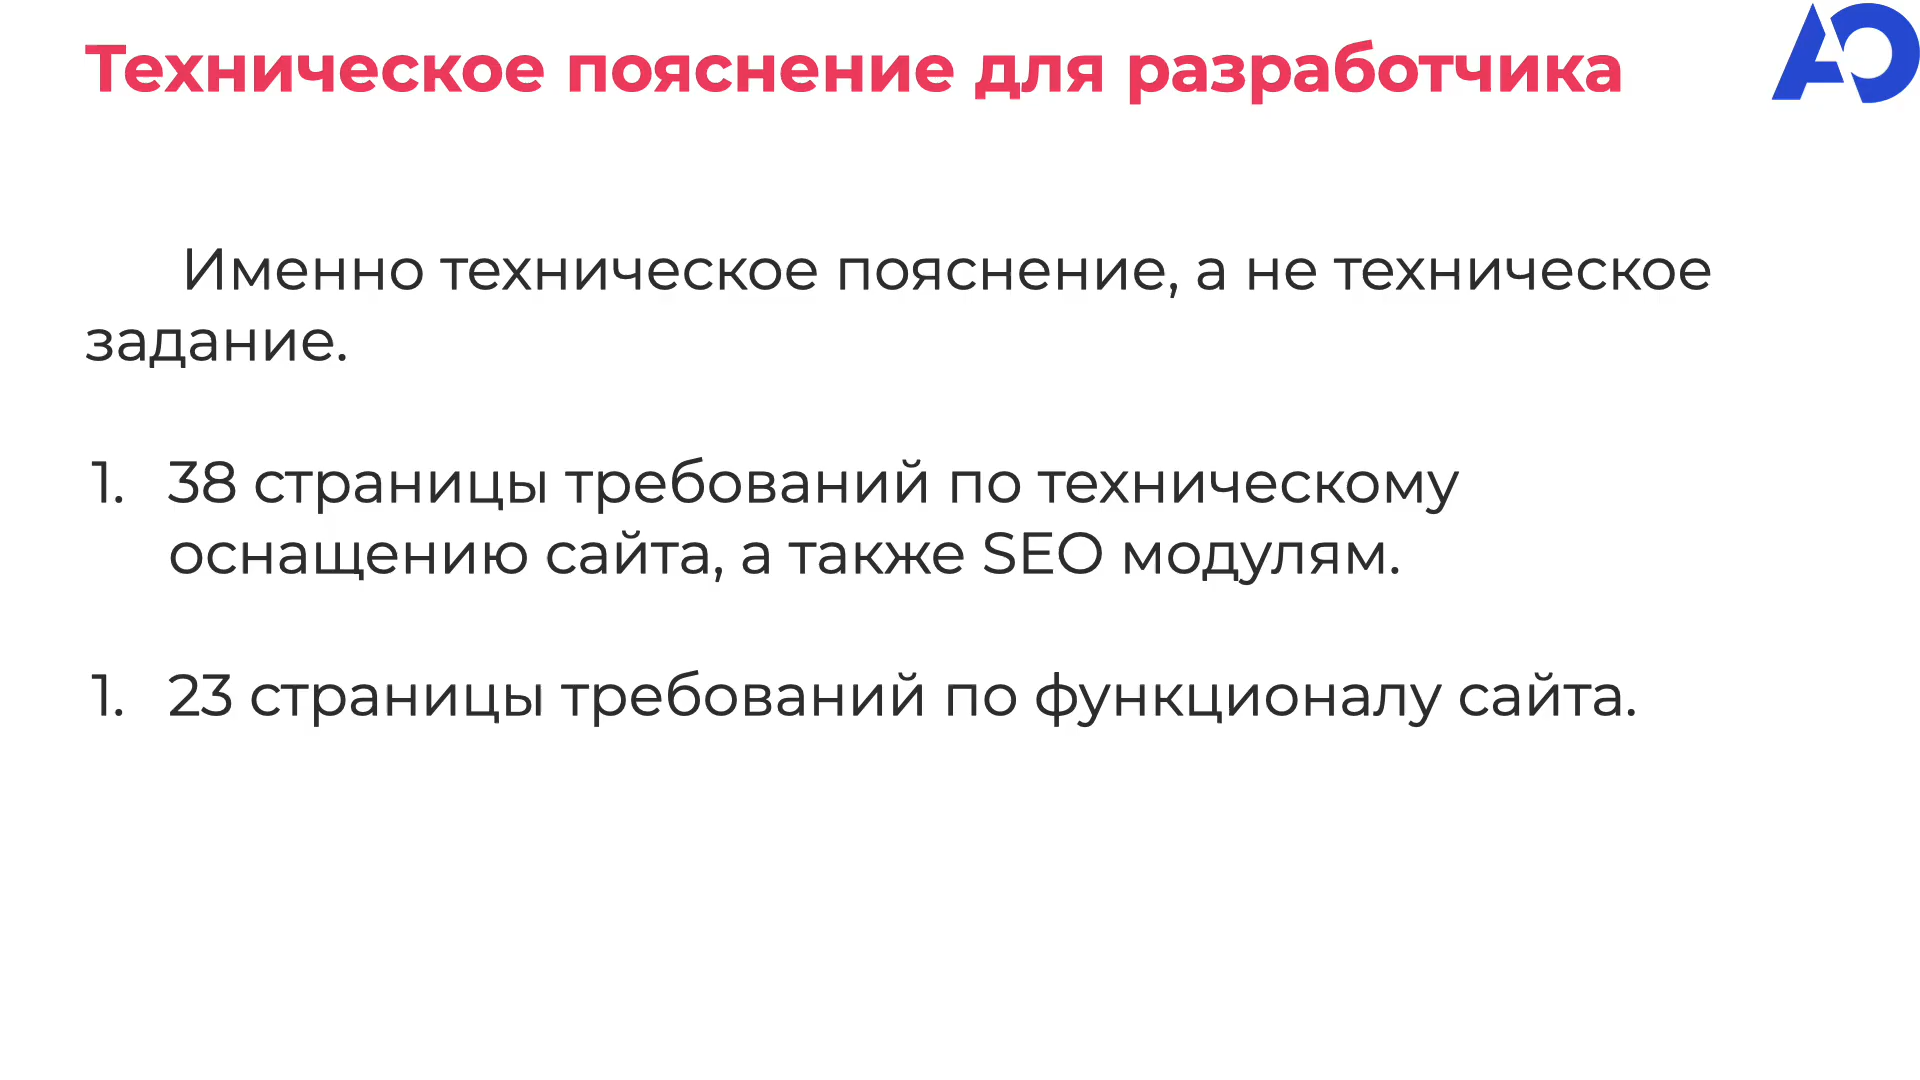 Техническое пояснение для разработчика
АО
Именно техническое пояснение, а не техническое
задание.
1. 38 страницы требований по техническому
оснащению сайта, а также SEO модулям.
1. 23 страницы требований по функционалу сайта.